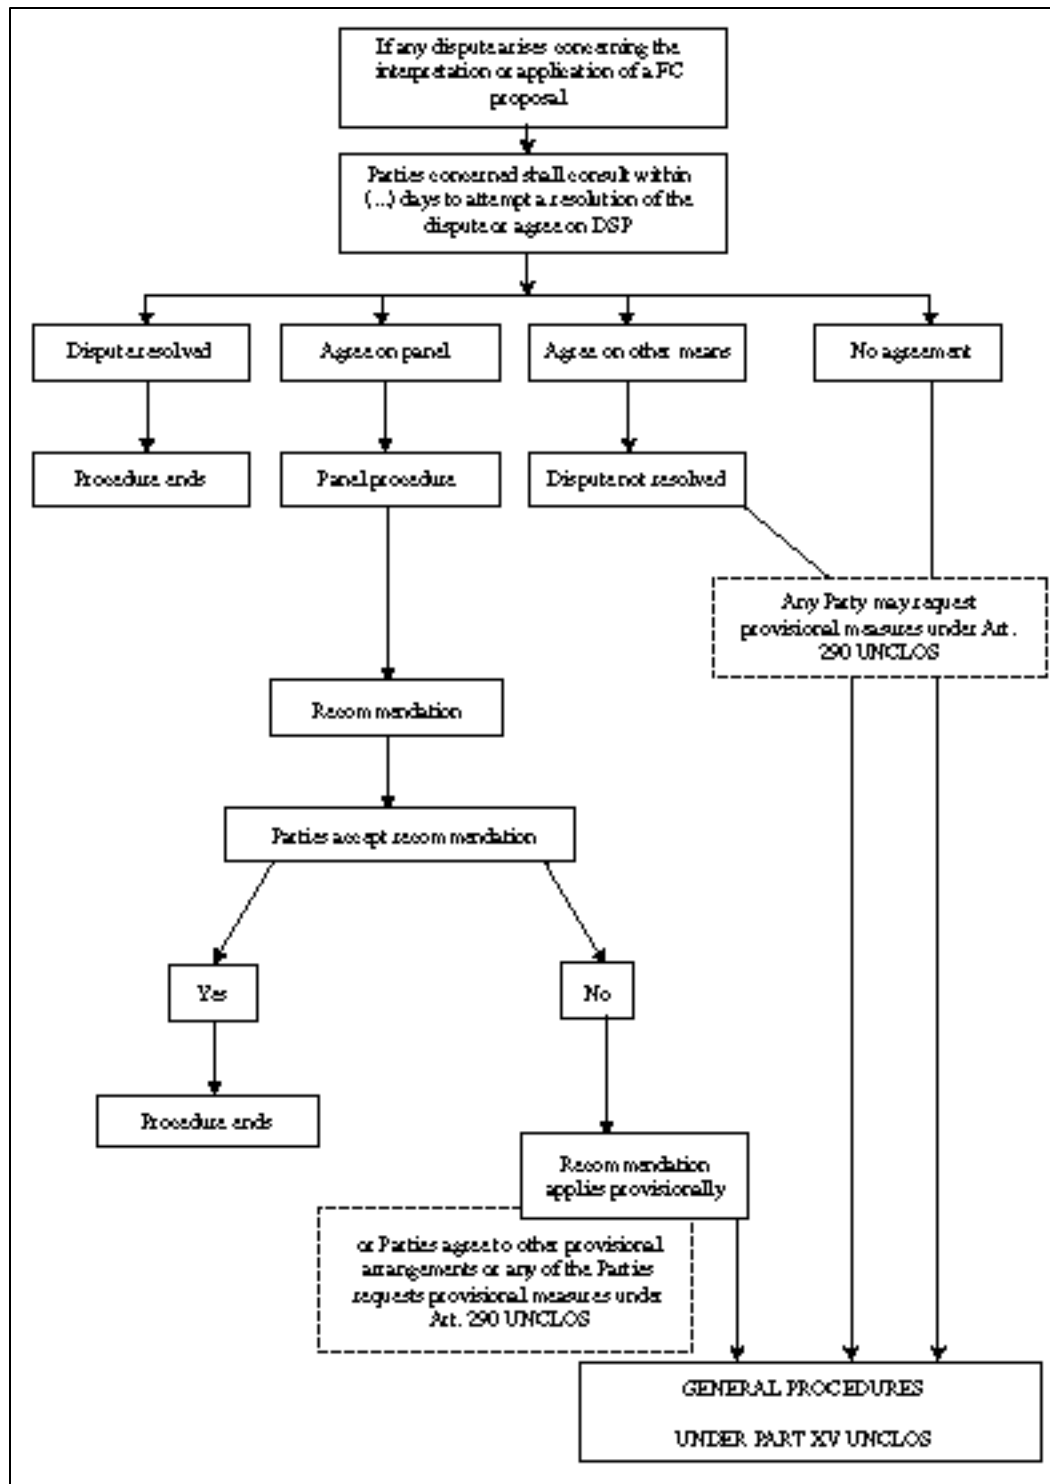 If any dispute arises concerning the
interpretation or application of a FC
proposal
Parties concerned shall consult within
(...) days to attempt a resolution of the
dispute or agree on DSP
Dispute resolved
Agree on panel
Agree on other means
No agreement
Procedure ends
Panel procedure
Dispute not resolved
Any Party may request
provisional measures under Art.
290 UNCLOS
Recommendation
Parties accept recommendation
Yes
No
Procedure ends
Recommendation
applies provisionally
or Parties agree to other provisional
arrangements or any of the Parties
requests provisional measures under
Art. 290 UNCLOS
GENERAL PROCEDURES
UNDER PART XV UNCLOS